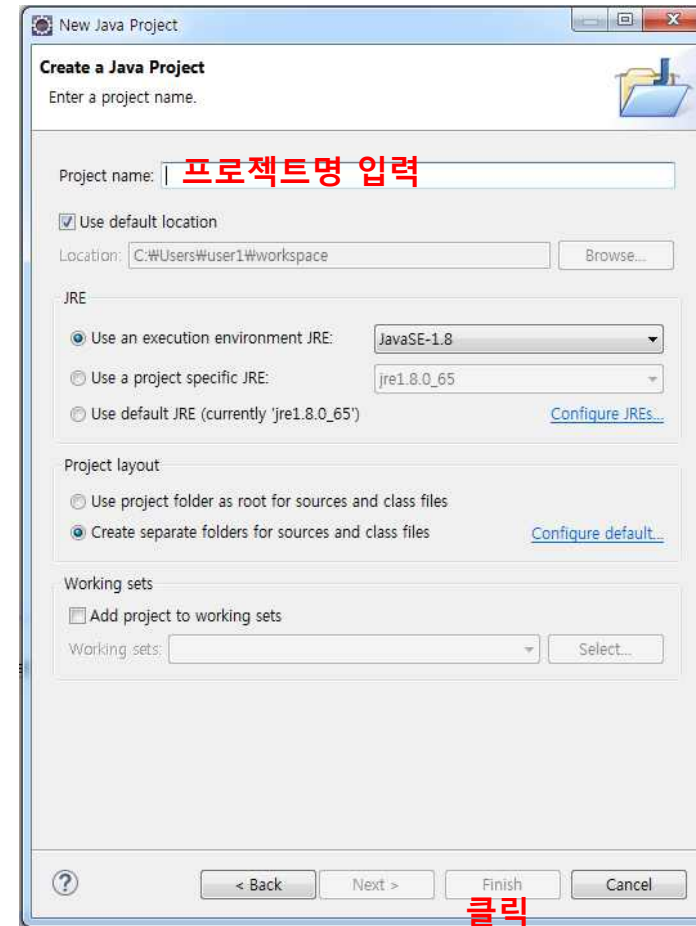 New Java Project
Create a Java Project
Enter a project name.
Project name: 프로젝트명 입력
Use default location
Location: C:₩Users₩user1₩workspace Browse...
JRE
Use an execution environment JRE: JavaSE-1.8
Use a project specific JRE: jre1.8.0_65
Use default JRE (currently 'jre1.8.0_65') Configure JREs...
Project layout
Use project folder as root for sources and class files
Create separate folders for sources and class files Configure default...
Working sets
Add project to working sets
Working sets: Select...
? < Back Next > Finish Cancel
클릭